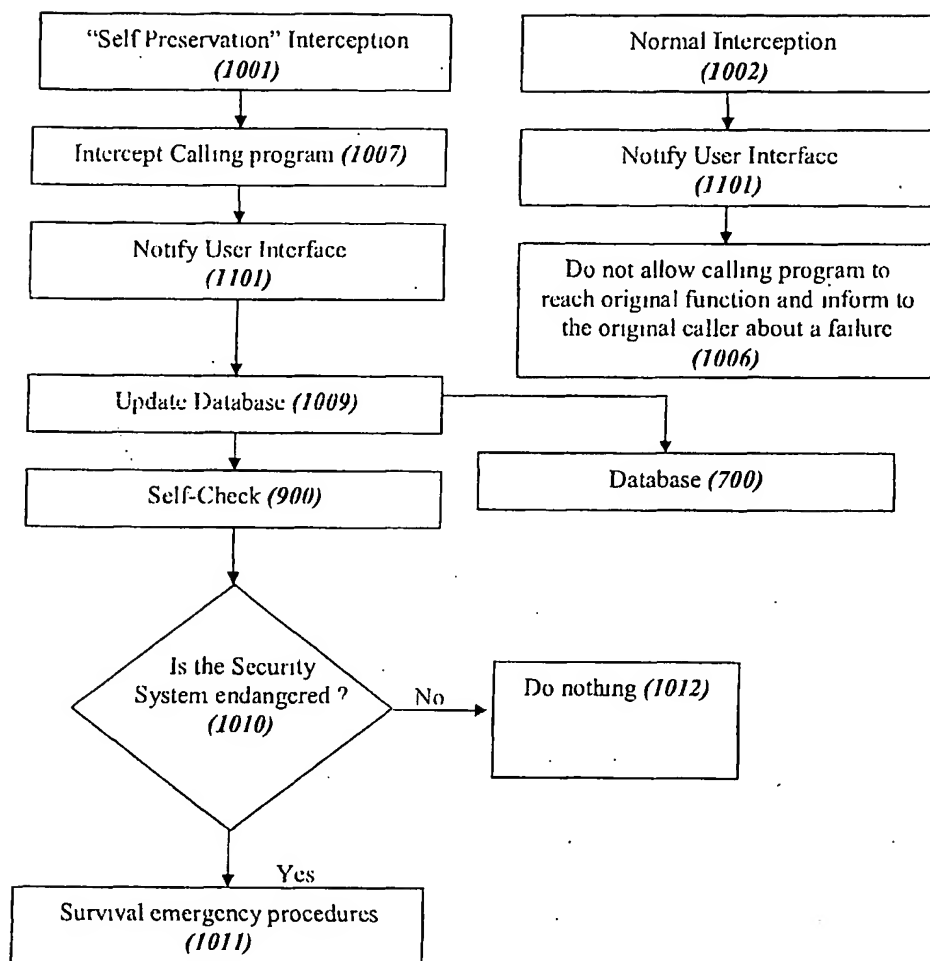 “Self Preservation” Interception
(1001)
Normal Interception
(1002)
Intercept Calling program (1007)
Notify User Interface
(1101)
Notify User Interface
(1101)
Do not allow calling program to
reach original function and inform to
the original caller about a failure
(1006)
Update Database (1009)
Database (700)
Self-Check (900)
Is the Security
System endangered ?
(1010)
No
Do nothing (1012)
Yes
Survival emergency procedures
(1011)